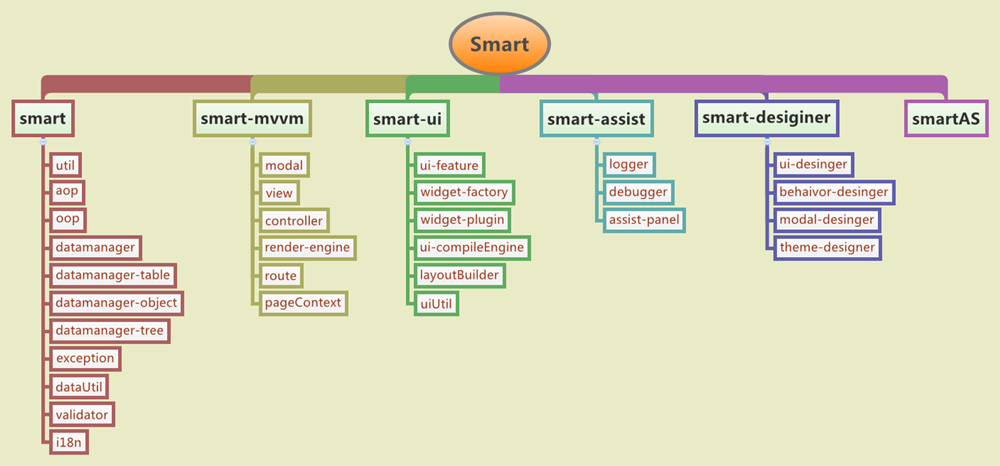 Smart
smart
util
aop
oop
datamanager
datamanager-table
datamanager-object
datamanager-tree
exception
dataUtil
validator
i18n
smart-mvvm
modal
view
controller
render-engine
route
pageContext
smart-ui
ui-feature
widget-factory
widget-plugin
ui-compileEngine
layoutBuilder
uiUtil
smart-assist
logger
debugger
assist-panel
smart-desiginer
ui-desinger
behaivor-desinger
modal-desinger
theme-designer
smartAS